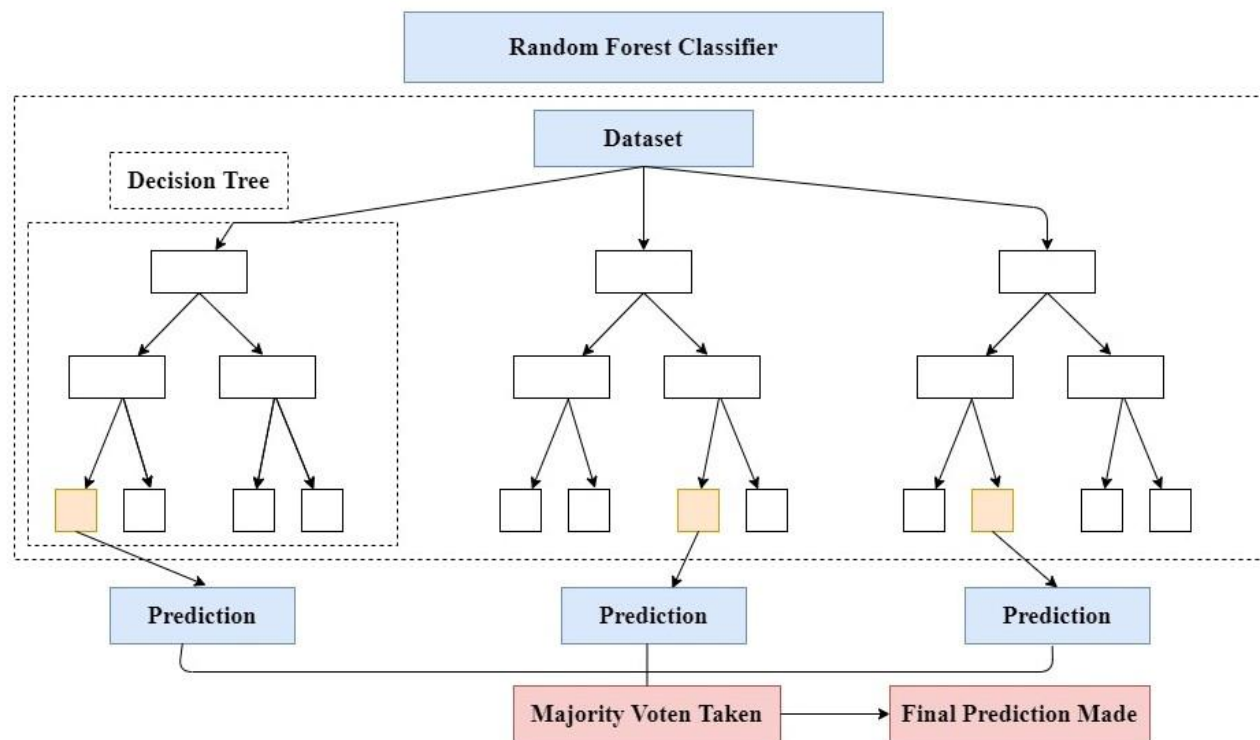 Random Forest Classifier
Dataset
Decision Tree
Prediction
Prediction
Prediction
Majority Voten Taken
Final Prediction Made